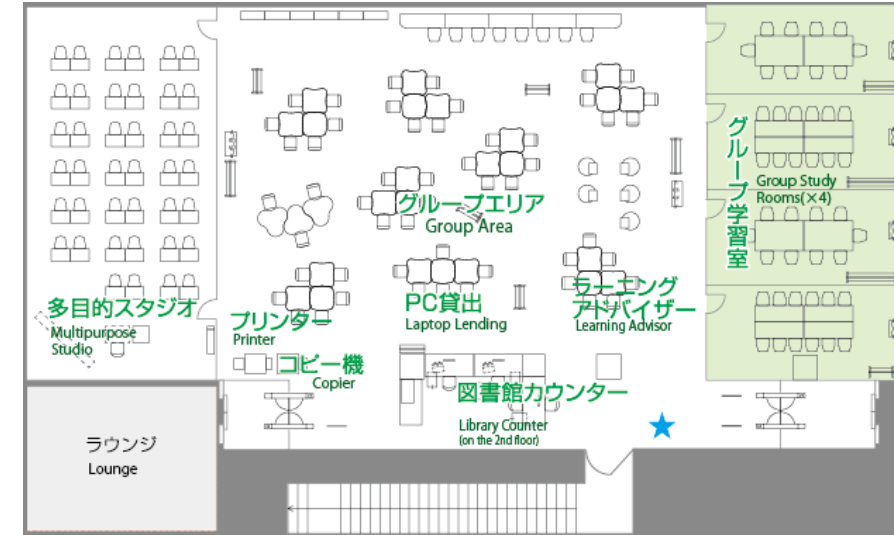 グループエリア
Group Area
グループ学習室
Group Study
Rooms(×4)
多目的スタジオ
Multipurpose
Studio
プリンター
Printer
コピー機
Copier
PC貸出
Laptop Lending
ラーニング
アドバイザー
Learning Advisor
図書館カウンター
Library Counter
(on the 2nd floor)
ラウンジ
Lounge